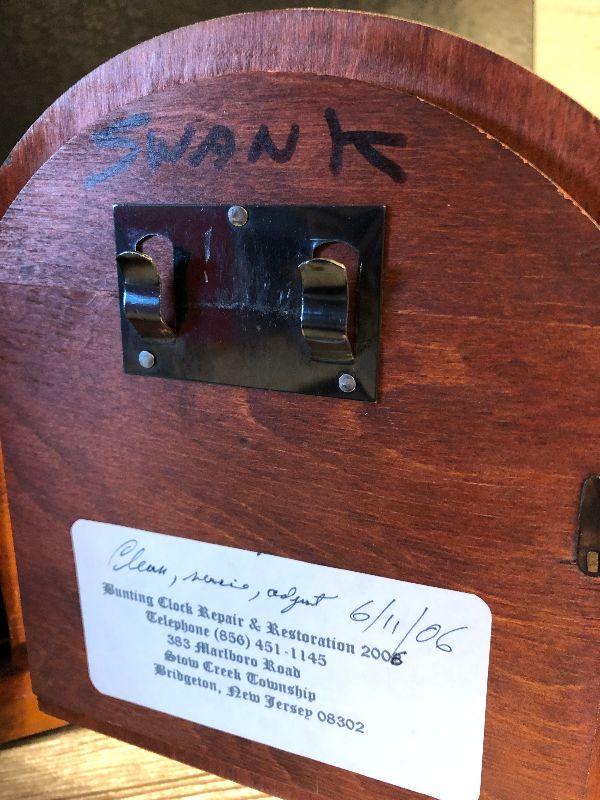 SWANK
Clean, servic, adjust 6/11/06
Bunting Clock Repair & Restoration 2006
Telephone (856) 451-1145
383 Marlboro Road
Stow Creek Township
Bridgeton, New Jersey 08302